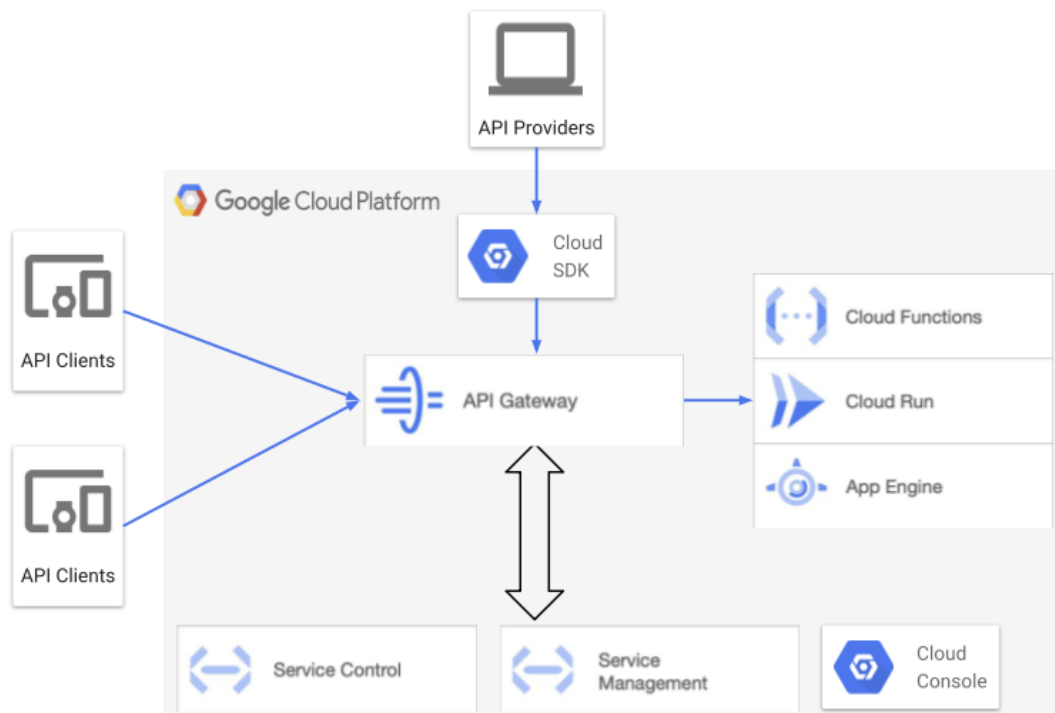 API Providers
Google Cloud Platform
Cloud
SDK
API Clients
Cloud Functions
API Gateway
Cloud Run
App Engine
API Clients
Service Control
Service
Management
Cloud
Console